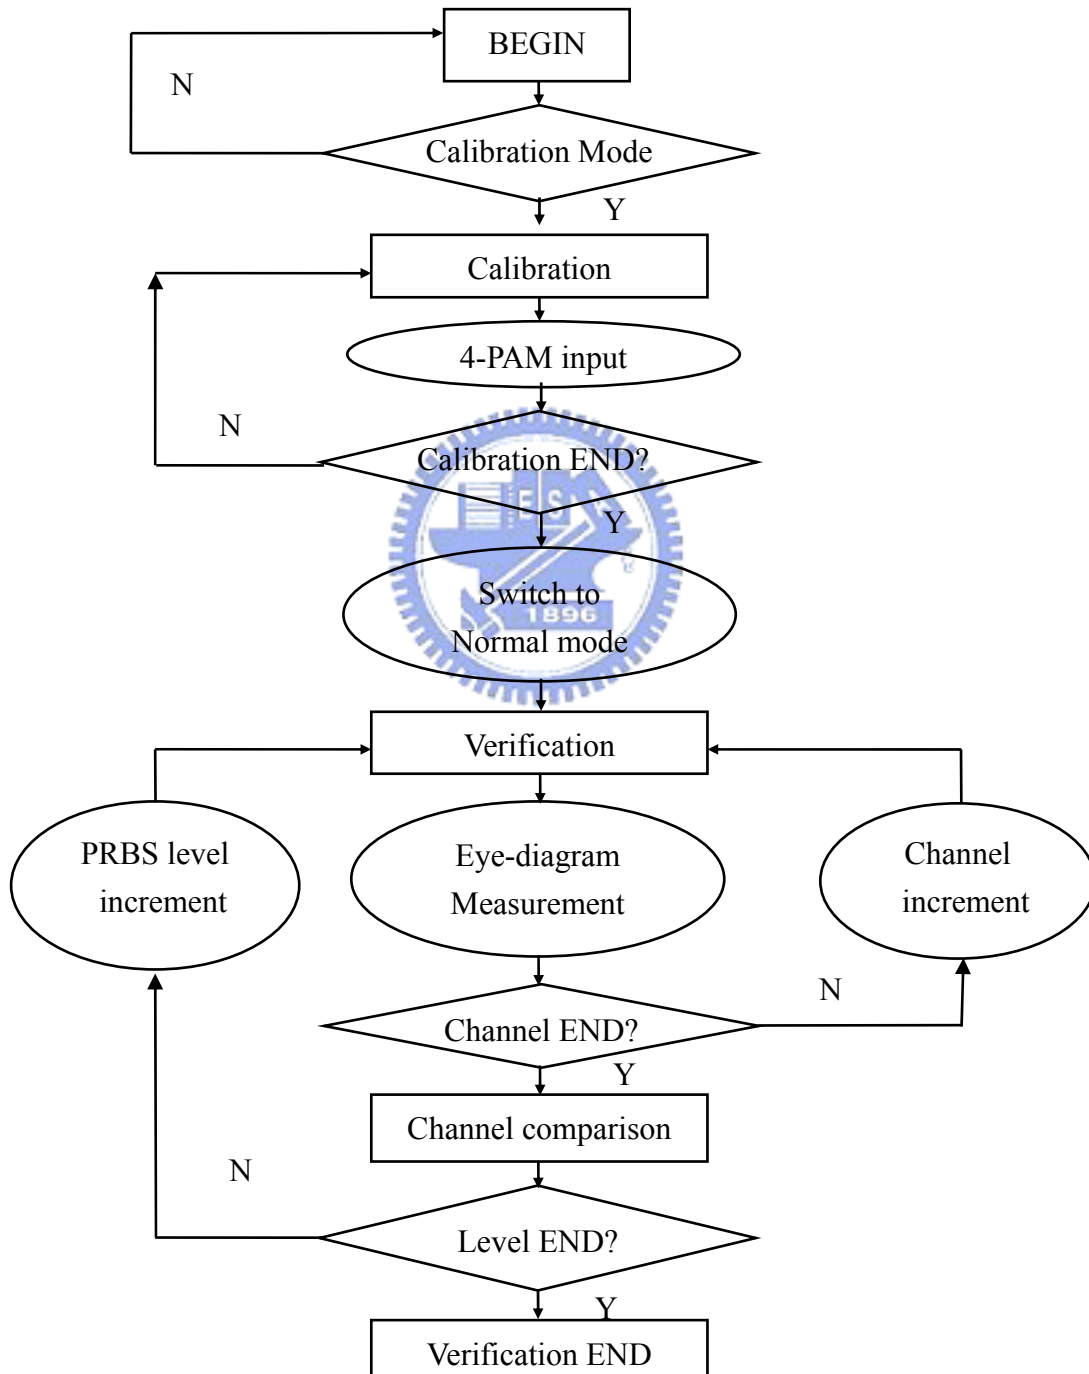 BEGIN
N
Calibration Mode
Y
Calibration
4-PAM input
N
Calibration END?
E S
Y
Switch to
1896
Normal mode
Verification
PRBS level
increment
Eye-diagram
Measurement
Channel
increment
N
Channel END?
Y
Channel comparison
N
Level END?
Y
Verification END